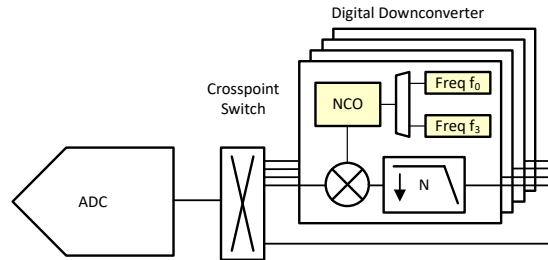 Digital Downconverter
Crosspoint
Switch
NCO
Freq f₀
Freq f₃
ADC
N